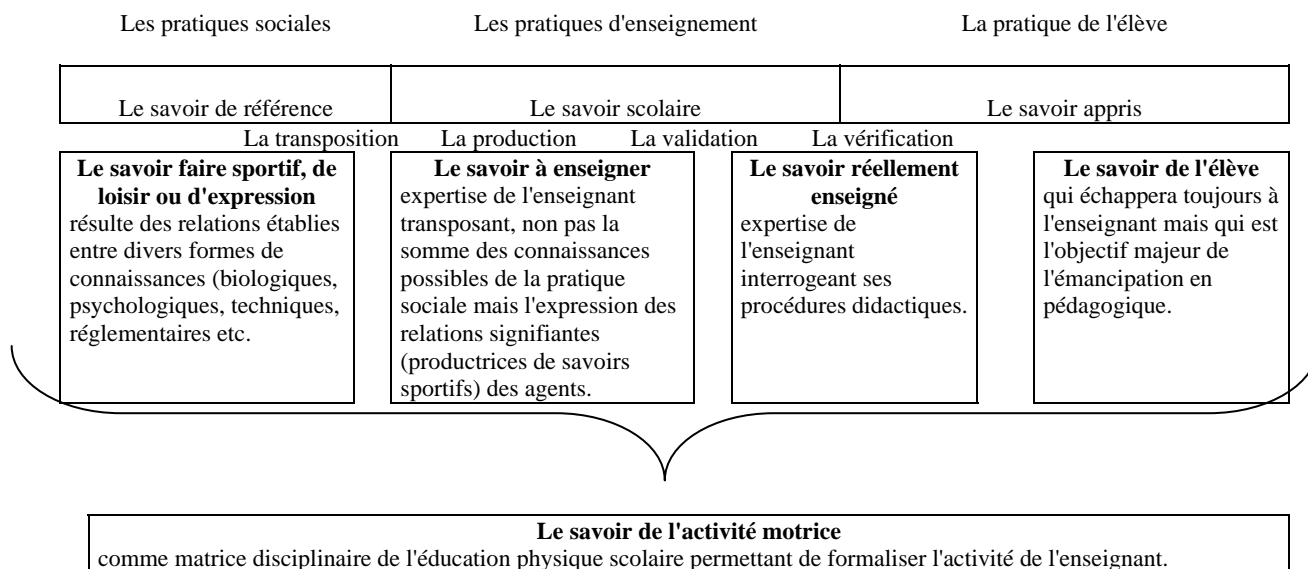 Les pratiques sociales
Les pratiques d'enseignement
La pratique de l'élève
Le savoir de référence
Le savoir scolaire
Le savoir appris
La transposition
La production
La validation
La vérification
Le savoir faire sportif, de
loisir ou d'expression
résulte des relations établies
entre divers formes de
connaissances (biologiques,
psychologiques, techniques,
réglementaires etc.
Le savoir à enseigner
expertise de l'enseignant
transposant, non pas la
somme des connaissances
possibles de la pratique
sociale mais l'expression des
relations signifiantes
(productrices de savoirs
sportifs) des agents.
Le savoir réellement
enseigné
expertise de
l'enseignant
interrogeant ses
procédures didactiques.
Le savoir de l'élève
qui échappera toujours à
l'enseignant mais qui est
l'objectif majeur de
l'émancipation en
pédagogique.
Le savoir de l'activité motrice
comme matrice disciplinaire de l'éducation physique scolaire permettant de formaliser l'activité de l'enseignant.